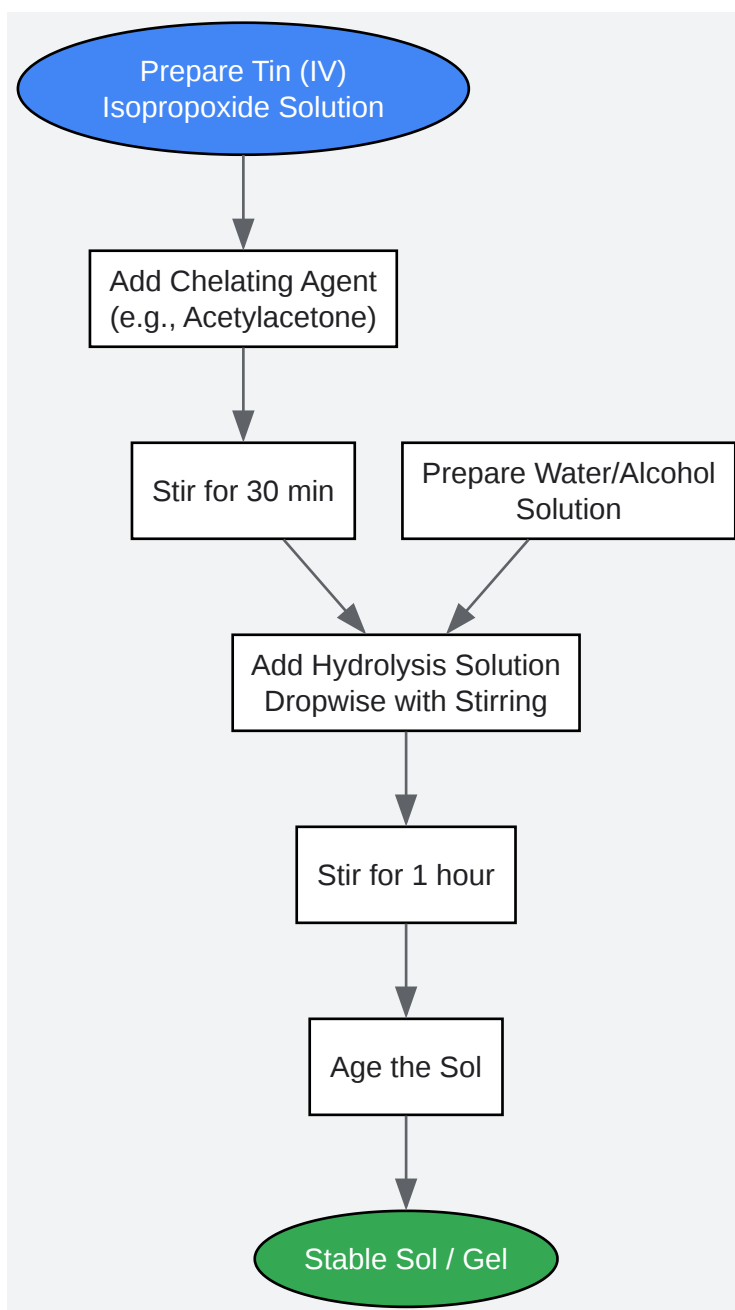 Prepare Tin (IV)
Isopropoxide Solution
Add Chelating Agent
(e.g., Acetylacetone)
Stir for 30 min
Prepare Water/Alcohol
Solution
Add Hydrolysis Solution
Dropwise with Stirring
Stir for 1 hour
Age the Sol
Stable Sol / Gel